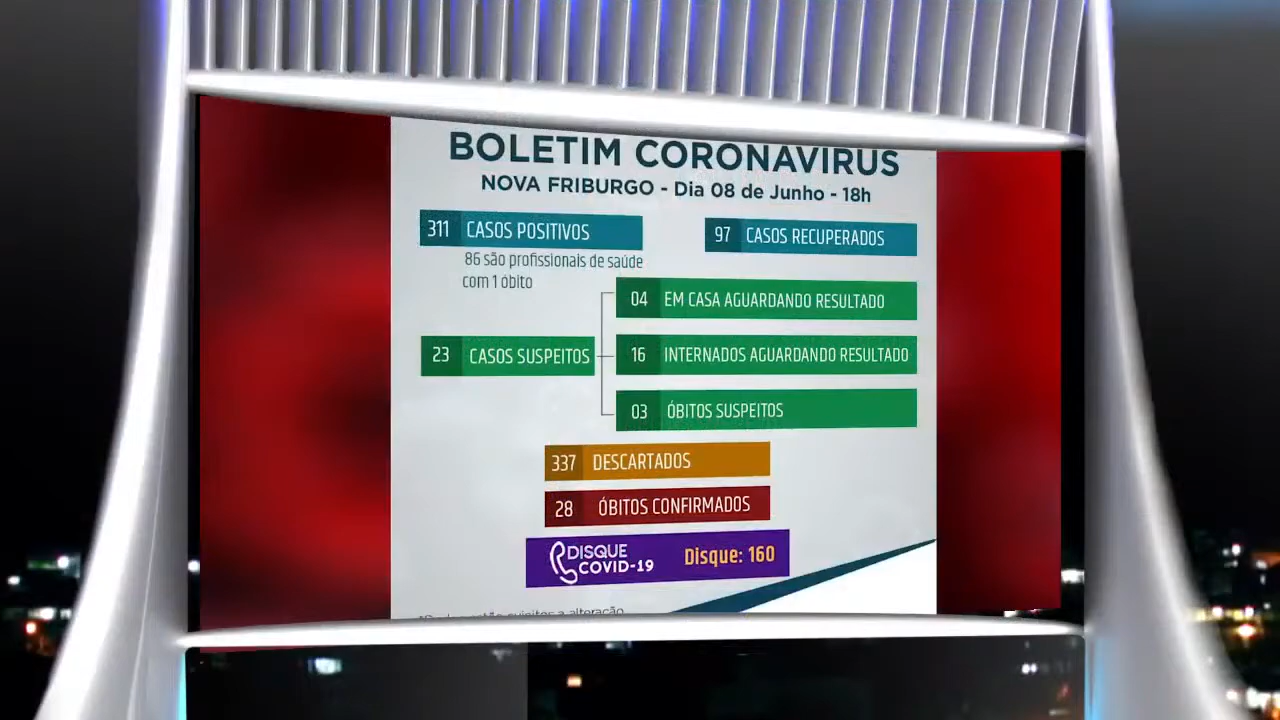 BOLETIM CORONAVÍRUS
NOVA FRIBURGO - Dia 08 de Junho - 18h
311 CASOS POSITIVOS
97 CASOS RECUPERADOS
86 são profissionais de saúde
com 1 óbito
04 EM CASA AGUARDANDO RESULTADO
23 CASOS SUSPEITOS
16 INTERNADOS AGUARDANDO RESULTADO
03 ÓBITOS SUSPEITOS
337 DESCARTADOS
28 ÓBITOS CONFIRMADOS
DISQUE
COVID-19
Disque: 160
a alteração